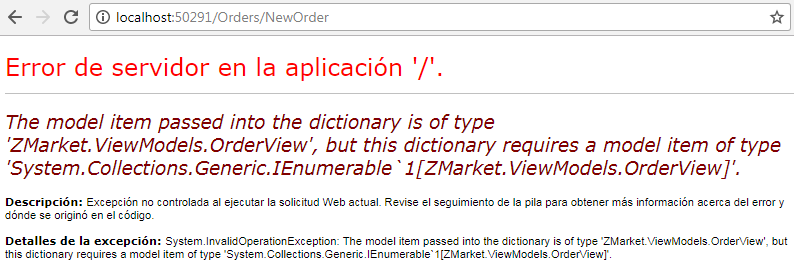 localhost:50291/Orders/NewOrder
Error de servidor en la aplicación '/'.
The model item passed into the dictionary is of type
'ZMarket.ViewModels.OrderView', but this dictionary requires a model item of type
'System.Collections.Generic.IEnumerable`1[ZMarket.ViewModels.OrderView]'.
Descripción: Excepción no controlada al ejecutar la solicitud Web actual. Revise el seguimiento de la pila para obtener más información acerca del error y
dónde se originó en el código.
Detalles de la excepción: System.InvalidOperationException: The model item passed into the dictionary is of type 'ZMarket.ViewModels.OrderView', but
this dictionary requires a model item of type 'System.Collections.Generic.IEnumerable`1[ZMarket.ViewModels.OrderView]'.